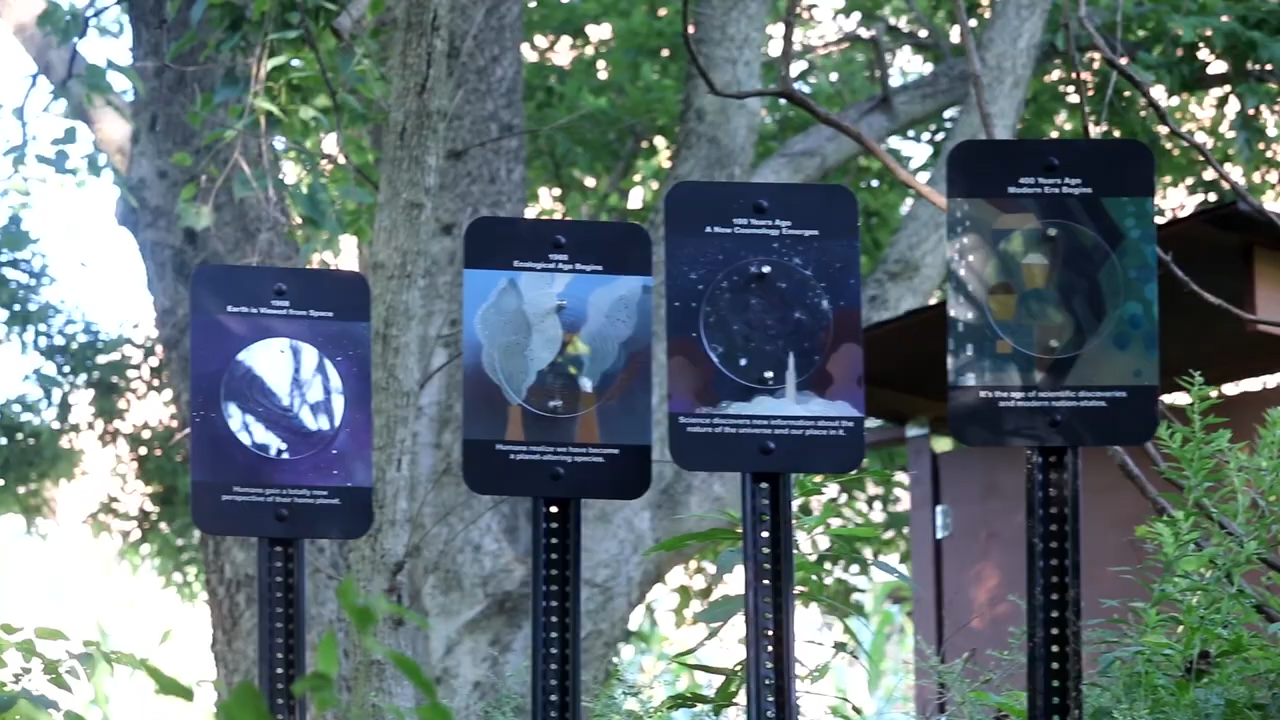 1968
Earth is Viewed from Space
Humans gain a totally new
perspective of their home planet.
Ecological Age Begins
Humans realize we have become
a planet-altering species.
100 Years Ago
A New Cosmology Emerges
Science discovers new information about the
nature of the universe and our place in it.
400 Years Ago
Modern Era Begins
It's the age of scientific discoveries
and modern nation-states.